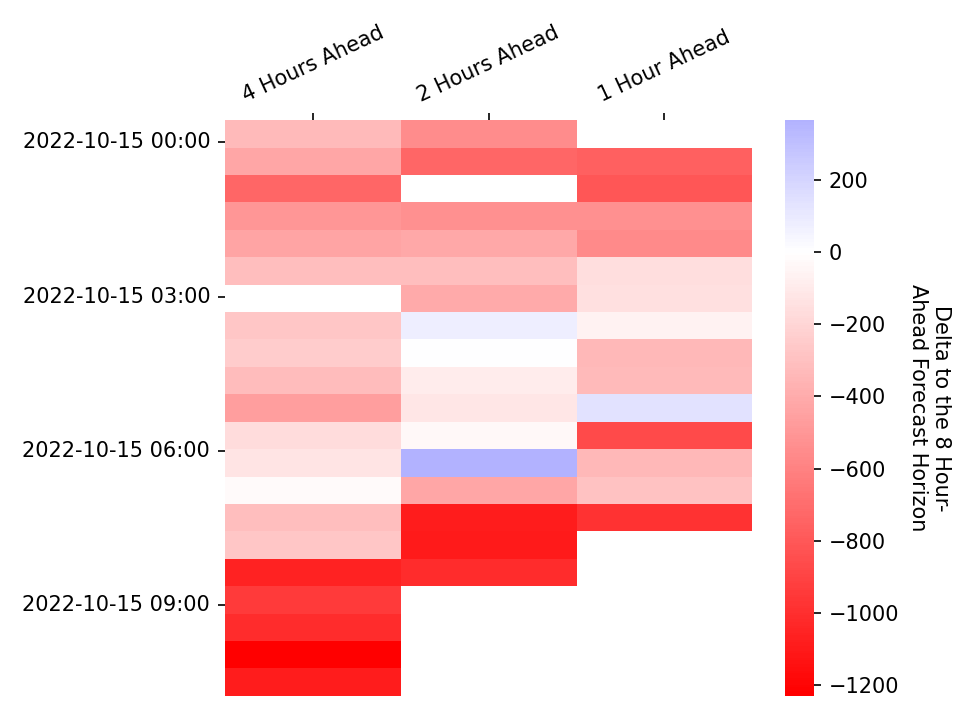 4 Hours Ahead
2 Hours Ahead
1 Hour Ahead
2022-10-15 00:00
2022-10-15 03:00
2022-10-15 06:00
2022-10-15 09:00
200
0
−200
−400
−600
−800
−1000
−1200
Delta to the 8 Hour-
Ahead Forecast Horizon